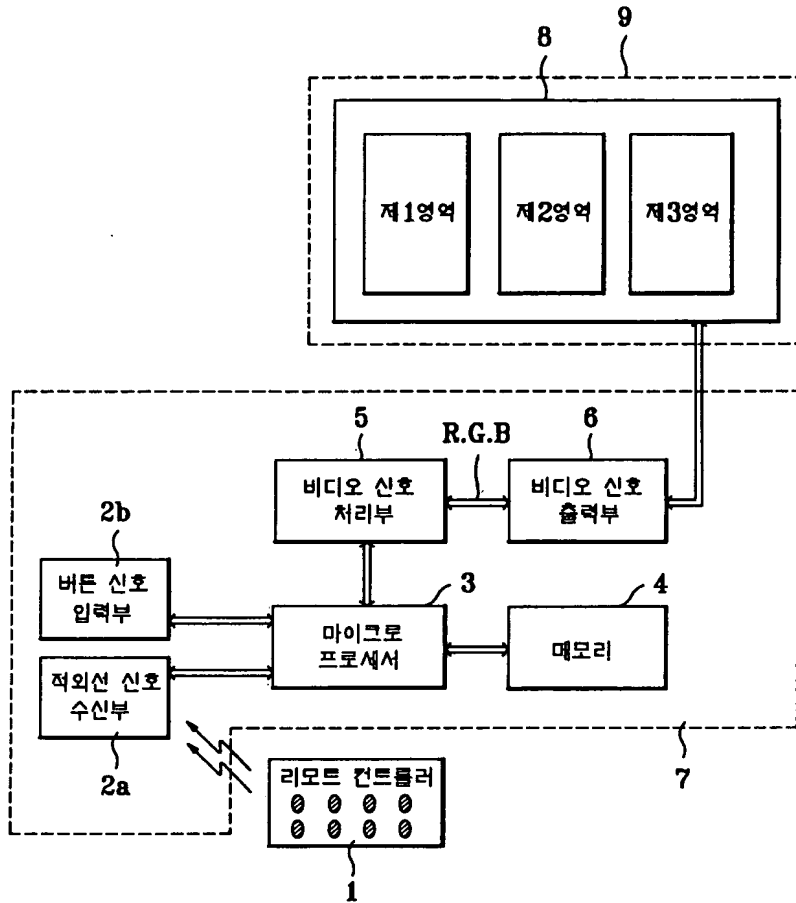 9
8
제1영역
제2영역
제3영역
5
R.G.B
6
비디오 신호
처리부
비디오 신호
출력부
2b
버튼 신호
입력부
3
마이크로
프로세서
4
메모리
적외선 신호
수신부
2a
7
리모트 컨트롤러
1